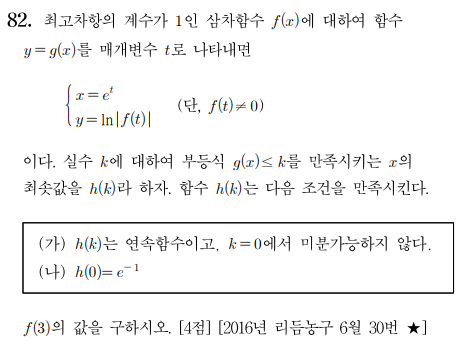 82. 최고차항의 계수가 1인 삼차함수 f(x)에 대하여 함수
y=g(x)를 매개변수 t로 나타내면
{ x=e^t
y=ln|f(t)| (단, f(t)≠0)
이다. 실수 k에 대하여 부등식 g(x)≤k를 만족시키는 x의
최솟값을 h(k)라 하자. 함수 h(k)는 다음 조건을 만족시킨다.
(가) h(k)는 연속함수이고, k=0에서 미분가능하지 않다.
(나) h(0)=e^{-1}
f(3)의 값을 구하시오. [4점] [2016년 리듬농구 6월 30번 ★]